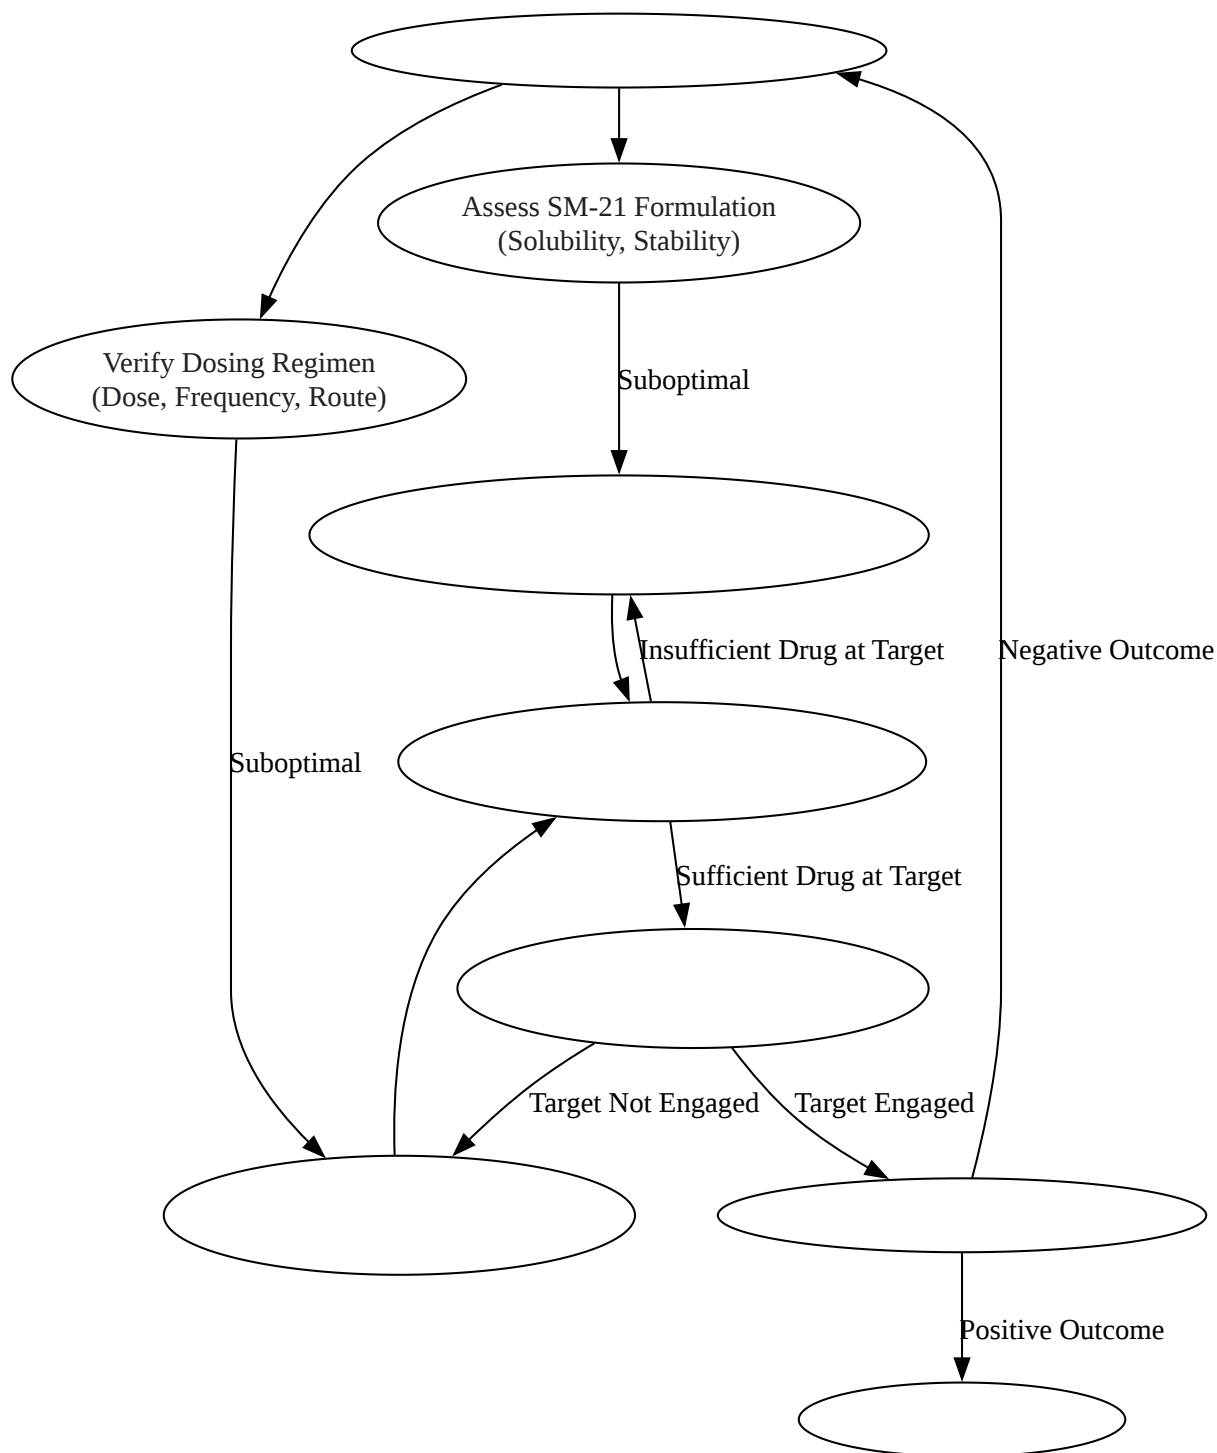 Assess SM-21 Formulation
(Solubility, Stability)
Verify Dosing Regimen
(Dose, Frequency, Route)
Suboptimal
Insufficient Drug at Target
Negative Outcome
Suboptimal
Sufficient Drug at Target
Target Not Engaged
Target Engaged
Positive Outcome